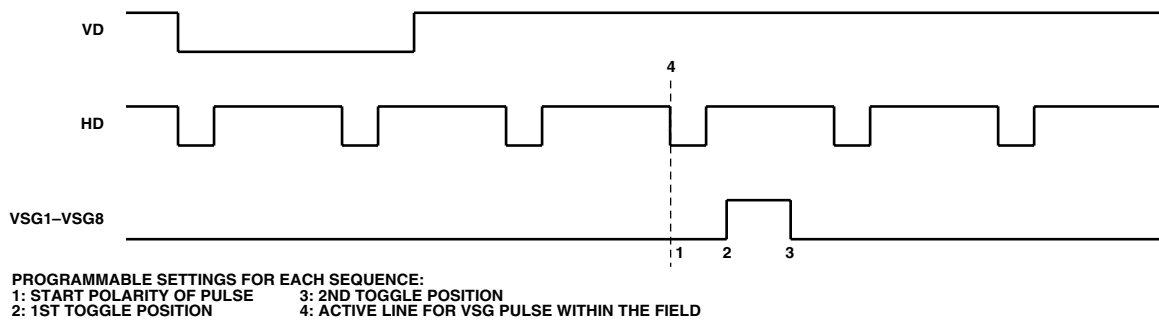 VD
4
HD
VSG1–VSG8
1 2 3
PROGRAMMABLE SETTINGS FOR EACH SEQUENCE:
1: START POLARITY OF PULSE 3: 2ND TOGGLE POSITION
2: 1ST TOGGLE POSITION 4: ACTIVE LINE FOR VSG PULSE WITHIN THE FIELD